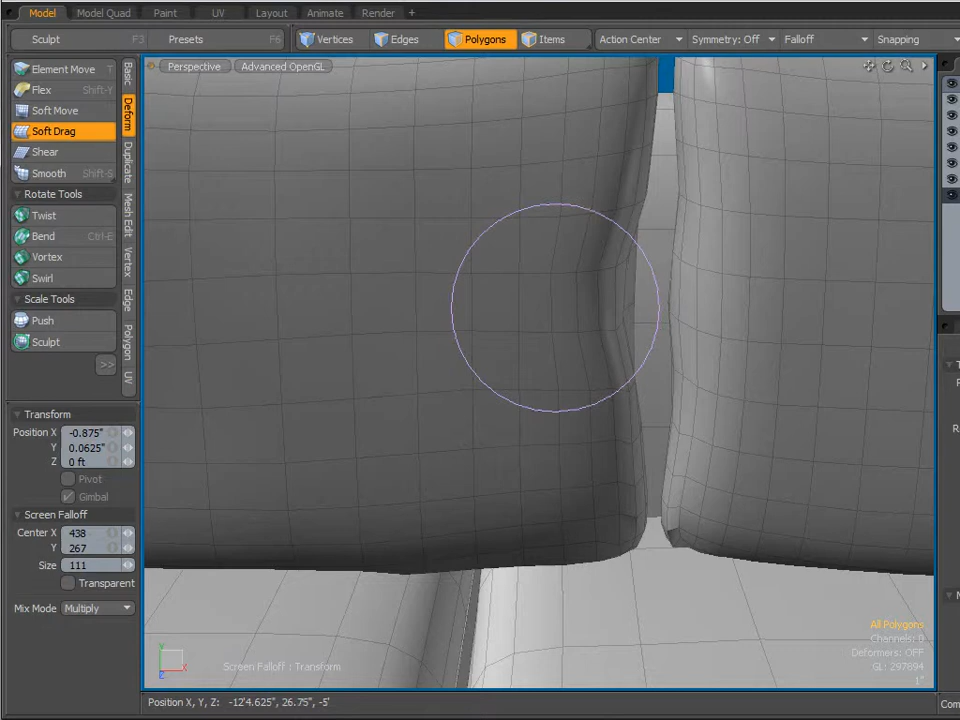 Model Model Quad Paint UV Layout Animate Render +
Sculpt F3 Presets F6 Vertices Edges Polygons Items Action Center Symmetry: Off Falloff Snapping
Perspective Advanced OpenGL
Element Move T
Flex Shift-Y
Soft Move
Soft Drag
Shear
Smooth Shift-S
Rotate Tools
Twist
Bend Ctrl-E
Vortex
Swirl
Scale Tools
Push
Sculpt
>>
Basic
Deform
Duplicate
Mesh Edit
Vertex
Edge
Polygon
UV
Transform
Position X -0.875"
Y 0.0625"
Z 0 ft
Pivot
Gimbal
Screen Falloff
Center X 438
Y 267
Size 111
Transparent
Mix Mode Multiply
Y
X
Z
Screen Falloff : Transform
All Polygons
Channels: 0
Deformers: OFF
GL: 297694
1"
Position X, Y, Z: -12'4.625", 26.75", -5'
Com